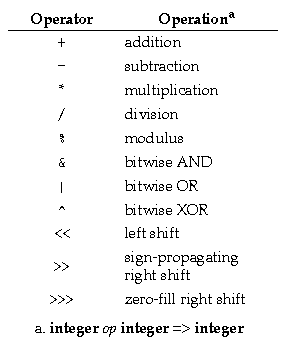 Operator Operationa
+ addition
− subtraction
* multiplication
/ division
% modulus
& bitwise AND
| bitwise OR
^ bitwise XOR
<< left shift
>> sign-propagating
right shift
>>> zero-fill right shift
a. integer op integer => integer